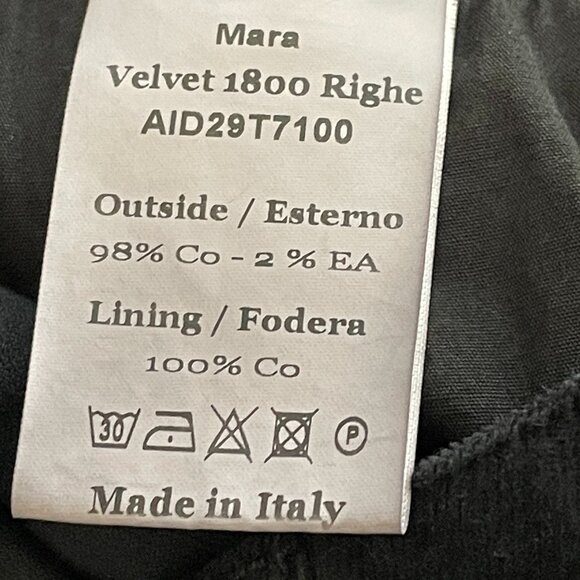 Mara
Velvet 1800 Righe
AID29T7100
Outside / Esterno
98% Co - 2 % EA
Lining / Fodera
100% Co
30 P
Made in Italy